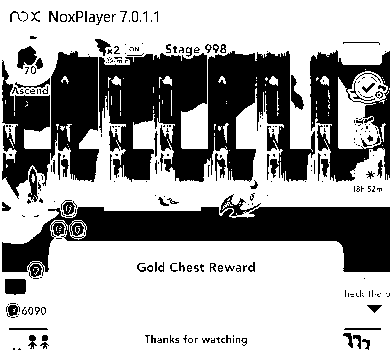 NoxPlayer 7.0.1.1
x2 ON
Stage 998
70
Ascend
18h 52m
Gold Chest Reward
6090
heck the
Thanks for watching